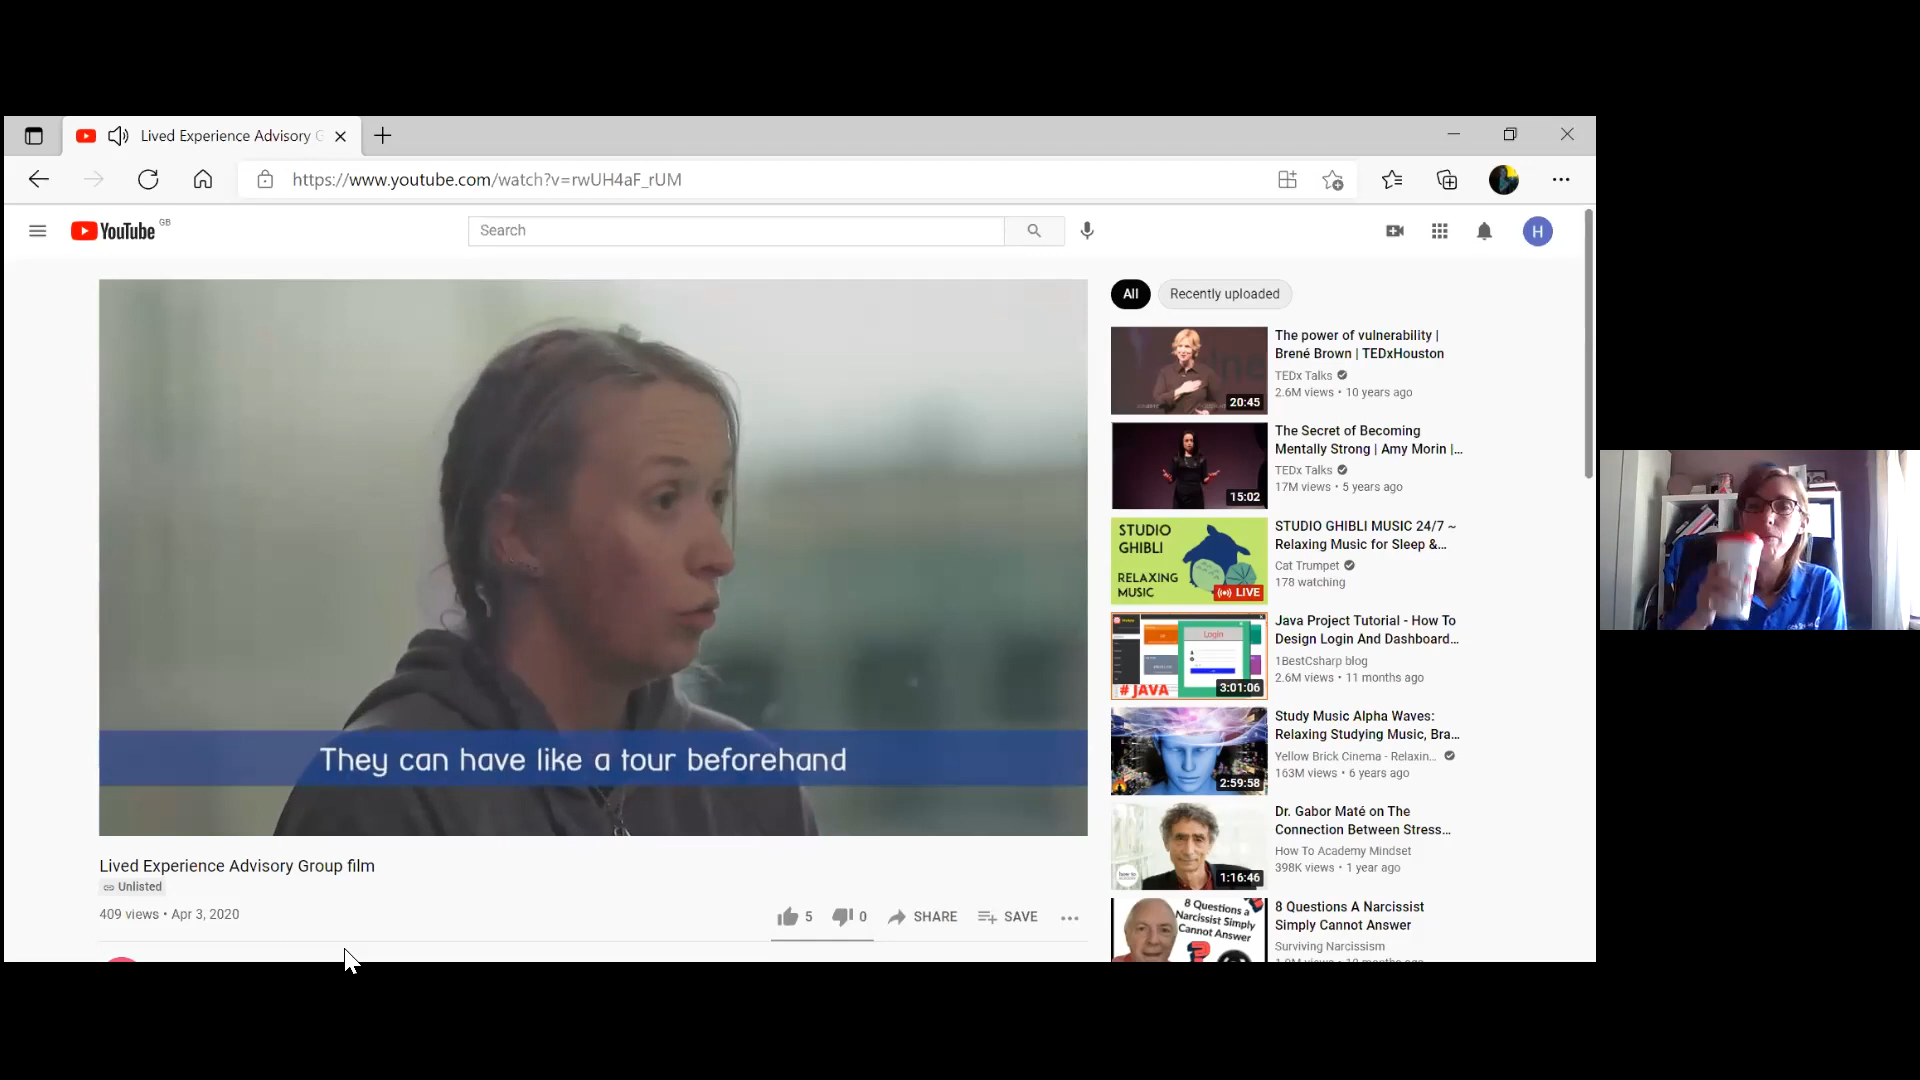 Lived Experience Advisory G
https://www.youtube.com/watch?v=rwUH4aF_rUM
YouTube GB
Search
H
They can have like a tour beforehand
Lived Experience Advisory Group film
Unlisted
409 views • Apr 3, 2020
5
0
SHARE
SAVE
All
Recently uploaded
20:45
The power of vulnerability |
Brené Brown | TEDxHouston
TEDx Talks
2.6M views • 10 years ago
15:02
The Secret of Becoming
Mentally Strong | Amy Morin |...
TEDx Talks
17M views • 5 years ago
STUDIO
GHIBLI
RELAXING
MUSIC
LIVE
STUDIO GHIBLI MUSIC 24/7 ~
Relaxing Music for Sleep &...
Cat Trumpet
178 watching
Login
# JAVA
3:01:06
Java Project Tutorial - How To
Design Login And Dashboard...
1BestCsharp blog
2.6M views • 11 months ago
2:59:58
Study Music Alpha Waves:
Relaxing Studying Music, Bra...
Yellow Brick Cinema - Relaxin...
163M views • 6 years ago
1:16:46
Dr. Gabor Maté on The
Connection Between Stress...
How To Academy Mindset
398K views • 1 year ago
8 Questions a
Narcissist Simply
Cannot Answer
8 Questions A Narcissist
Simply Cannot Answer
Surviving Narcissism